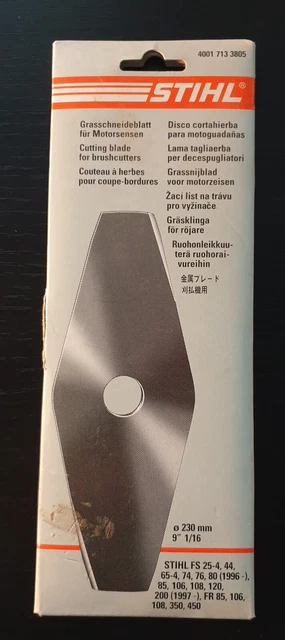 4001 713 3805
STIHL®
Grasschneideblatt
für Motorsensen
Cutting blade
for brushcutters
Couteau à herbes
pour coupe-bordures
Disco cortahierba
para motoguadañas
Lama tagliaerba
per decespugliatori
Grassnijblad
voor motorzeisen
Žací list na trávu
pro vyžínače
Gräsklinga
för röjare
Ruohonleikkuu-
terä ruohorai-
vureihin
金属ブレード
刈払機用
ø 230 mm
9" 1/16
STIHL FS 25-4, 44,
65-4, 74, 76, 80 (1996 -),
85, 106, 108, 120,
200 (1997 -), FR 85, 106,
108, 350, 450